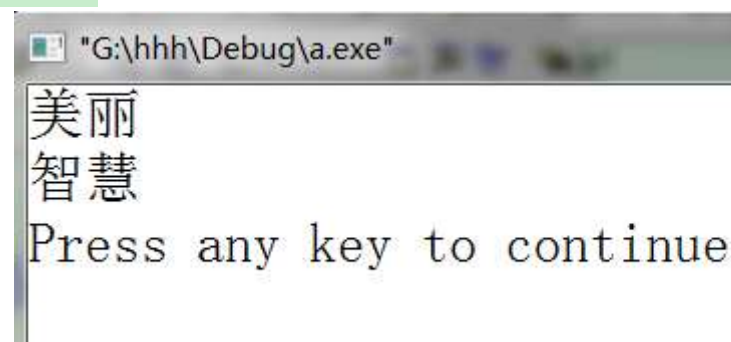 "G:\hhh\Debug\a.exe"
美丽
智慧
Press any key to continue